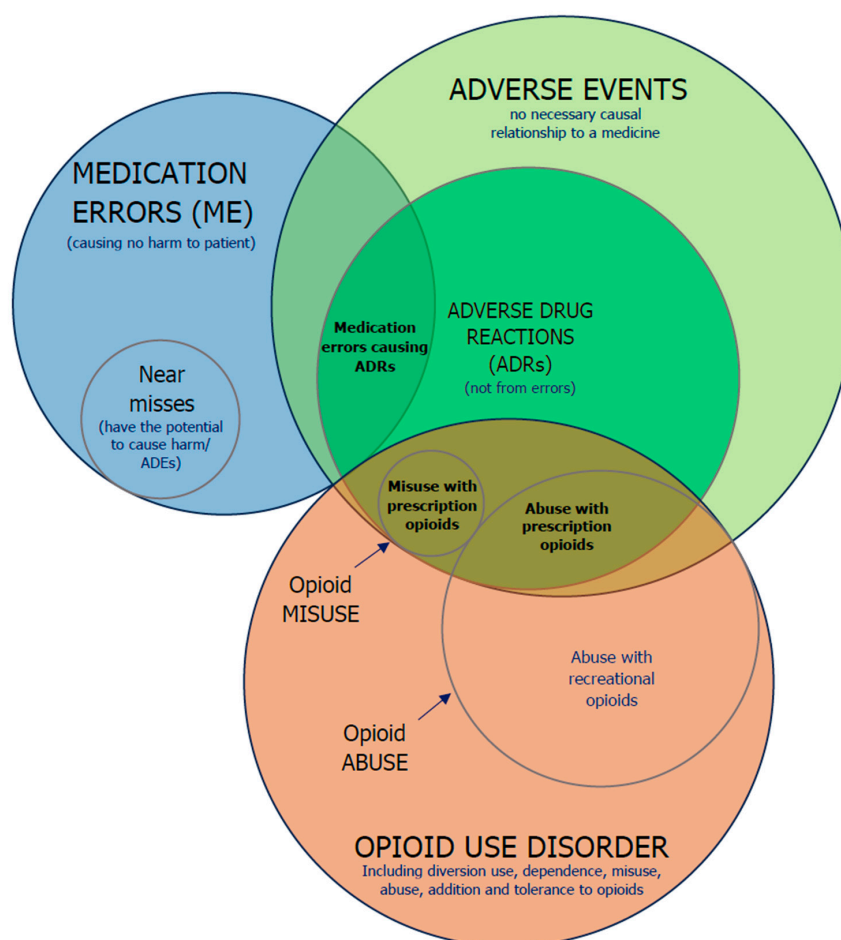 ADVERSE EVENTS
no necessary causal
relationship to a medicine
MEDICATION
ERRORS (ME)
(causing no harm to patient)
Medication
errors causing
ADRs
ADVERSE DRUG
REACTIONS
(ADRs)
(not from errors)
Near
misses
(have the potential
to cause harm/
ADEs)
Misuse with
prescription
opioids
Abuse with
prescription
opioids
Opioid
MISUSE
Abuse with
recreational
opioids
Opioid
ABUSE
OPIOID USE DISORDER
Including diversion use, dependence, misuse,
abuse, addition and tolerance to opioids